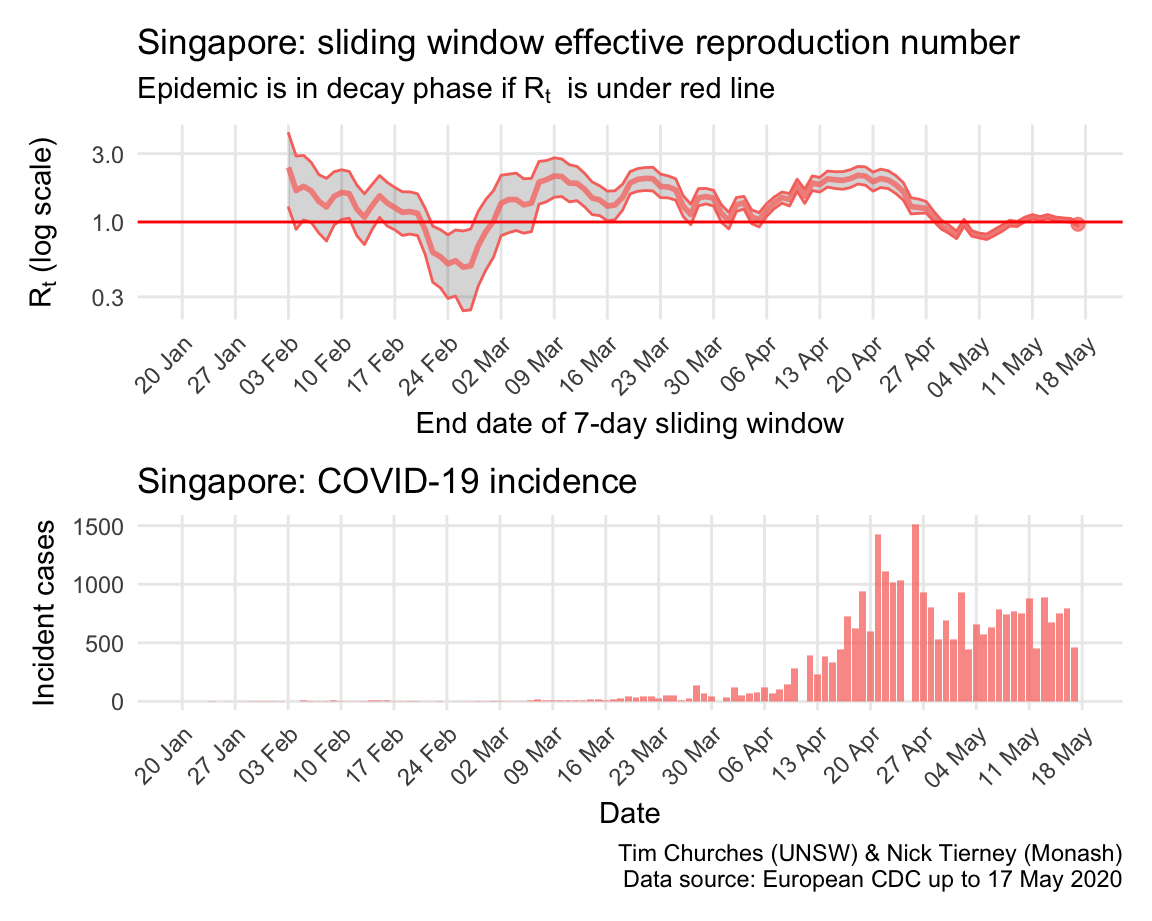 Singapore: sliding window effective reproduction number
Epidemic is in decay phase if Rt is under red line
Rt (log scale)
3.0
1.0
0.3
20 Jan
27 Jan
03 Feb
10 Feb
17 Feb
24 Feb
02 Mar
09 Mar
16 Mar
23 Mar
30 Mar
06 Apr
13 Apr
20 Apr
27 Apr
04 May
11 May
18 May
End date of 7-day sliding window
Singapore: COVID-19 incidence
Incident cases
1500
1000
500
0
20 Jan
27 Jan
03 Feb
10 Feb
17 Feb
24 Feb
02 Mar
09 Mar
16 Mar
23 Mar
30 Mar
06 Apr
13 Apr
20 Apr
27 Apr
04 May
11 May
18 May
Date
Tim Churches (UNSW) & Nick Tierney (Monash)
Data source: European CDC up to 17 May 2020